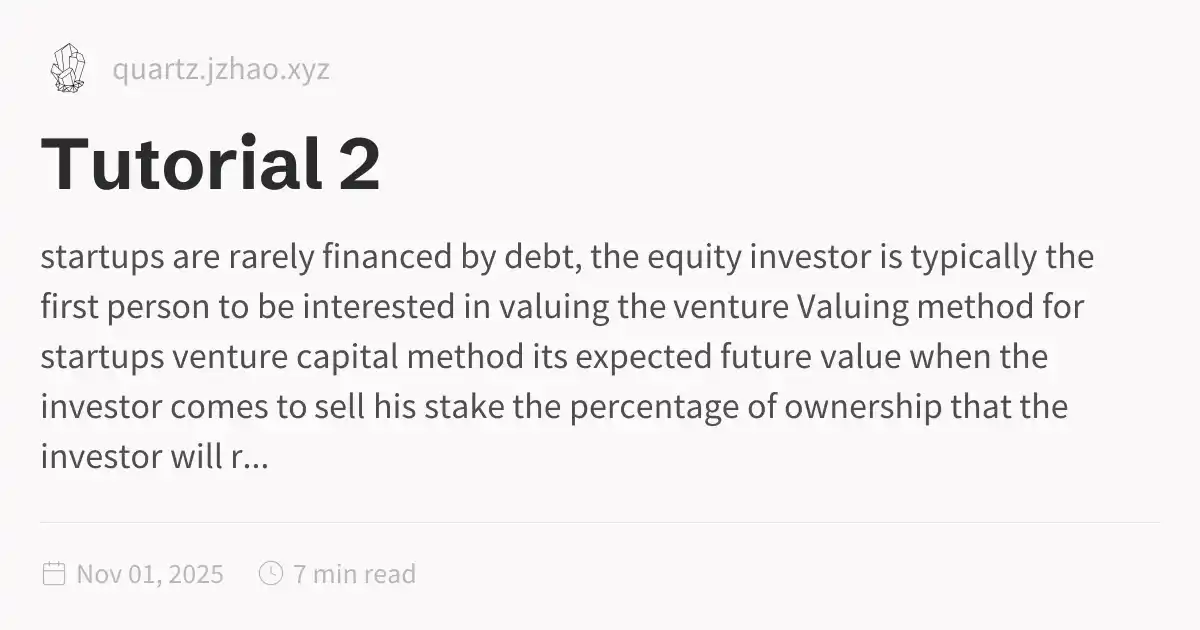 quartz.jzhao.xyz
Tutorial 2
startups are rarely financed by debt, the equity investor is typically the
first person to be interested in valuing the venture Valuing method for
startups venture capital method its expected future value when the
investor comes to sell his stake the percentage of ownership that the
investor will r...
Nov 01, 2025 7 min read